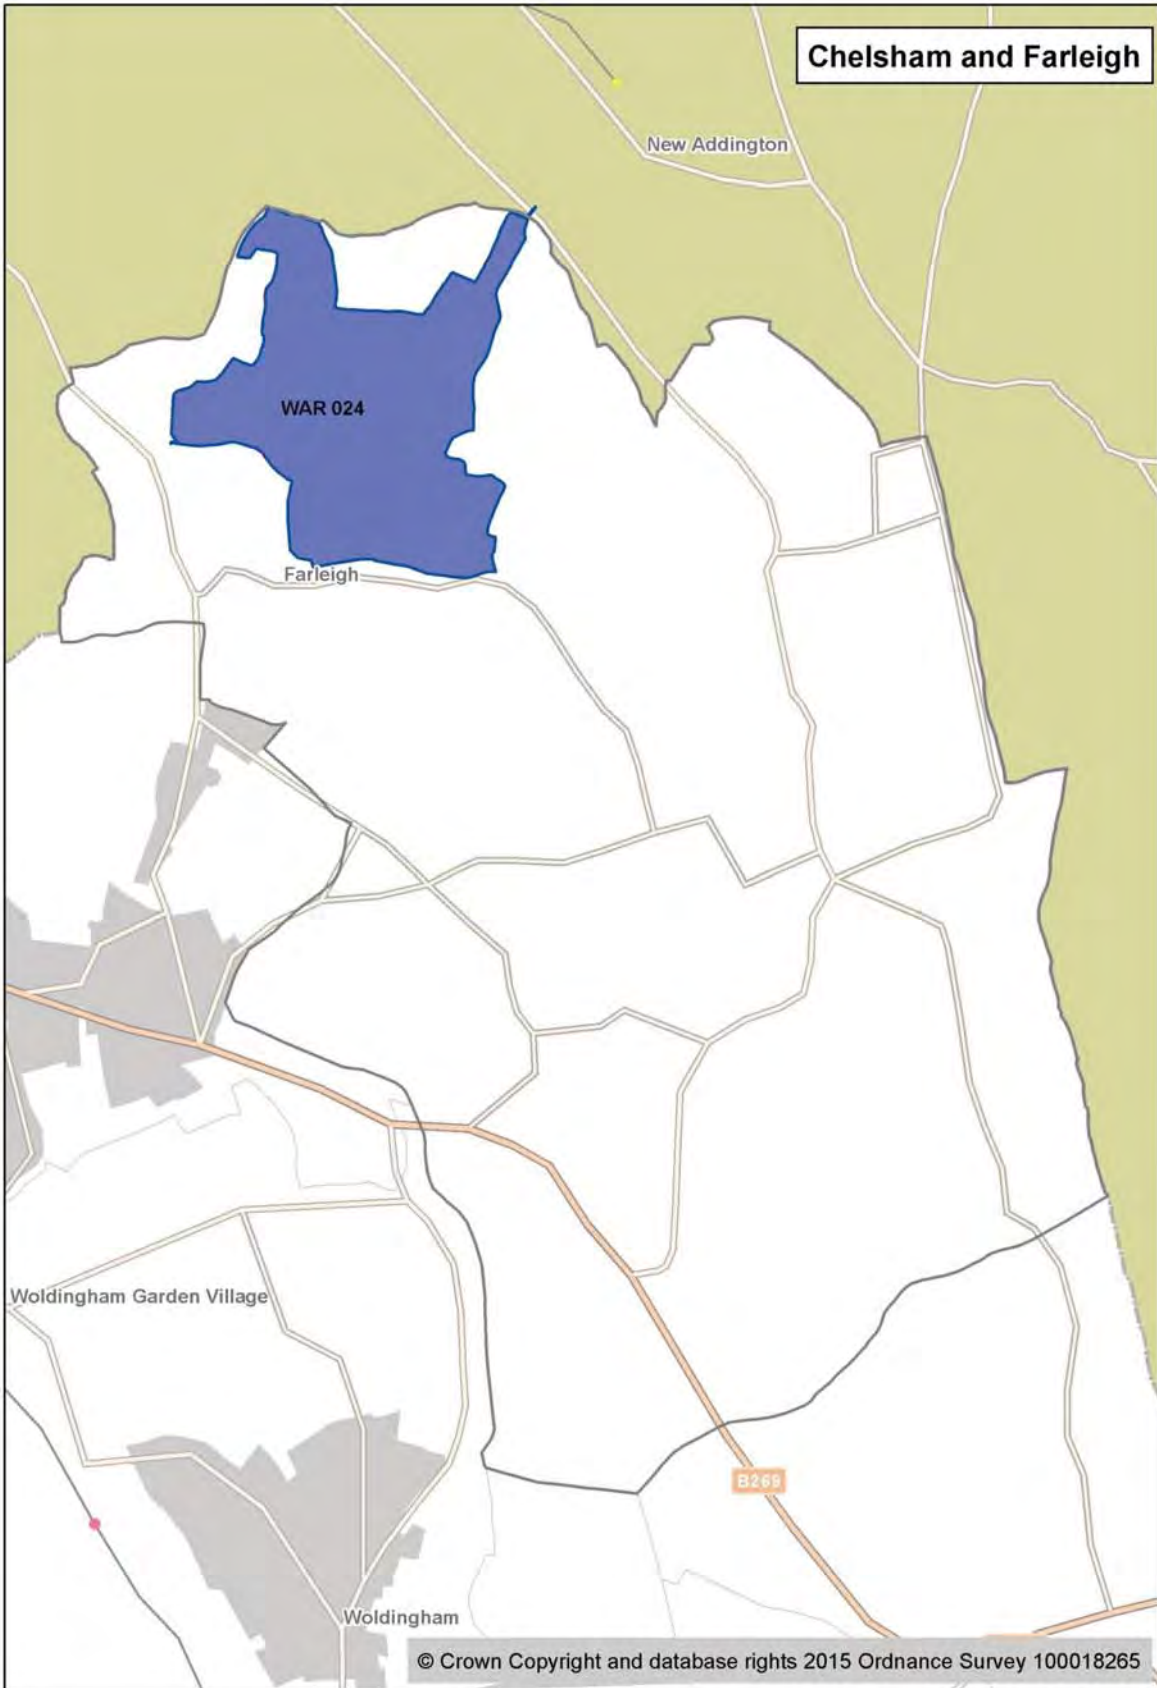 Chelsham and Farleigh
New Addington
WAR 024
Farleigh
Woldingham Garden Village
B269
Woldingham
© Crown Copyright and database rights 2015 Ordnance Survey 100018265